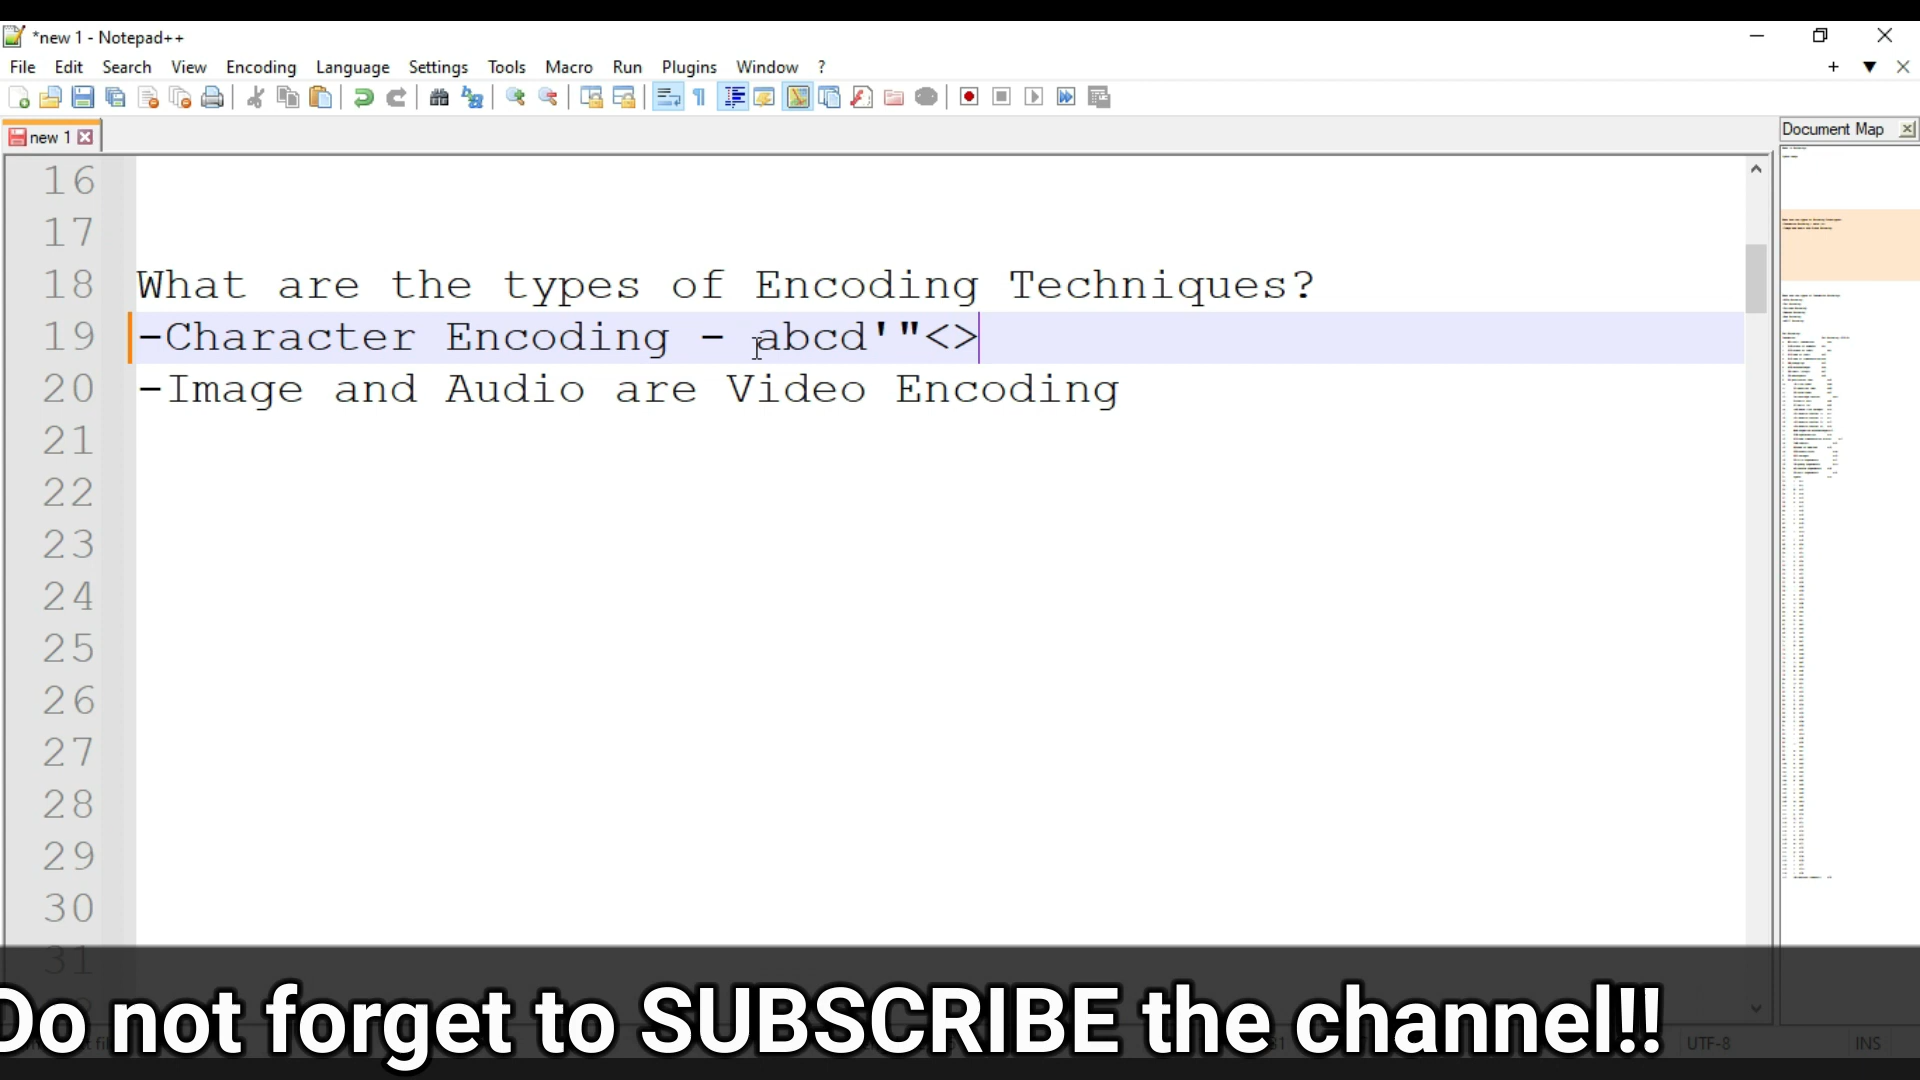 *new 1 - Notepad++
File Edit Search View Encoding Language Settings Tools Macro Run Plugins Window ?
new 1
Document Map
16
17
18 What are the types of Encoding Techniques?
19 -Character Encoding - abcd'"<>
20 -Image and Audio are Video Encoding
21
22
23
24
25
26
27
28
29
30
31
Do not forget to SUBSCRIBE the channel!!
UTF-8 INS